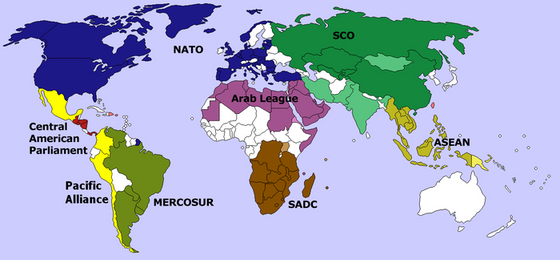 SCO
NATO
Arab League
Central
American
Parliament
ASEAN
Pacific
Alliance
MERCOSUR
SADC